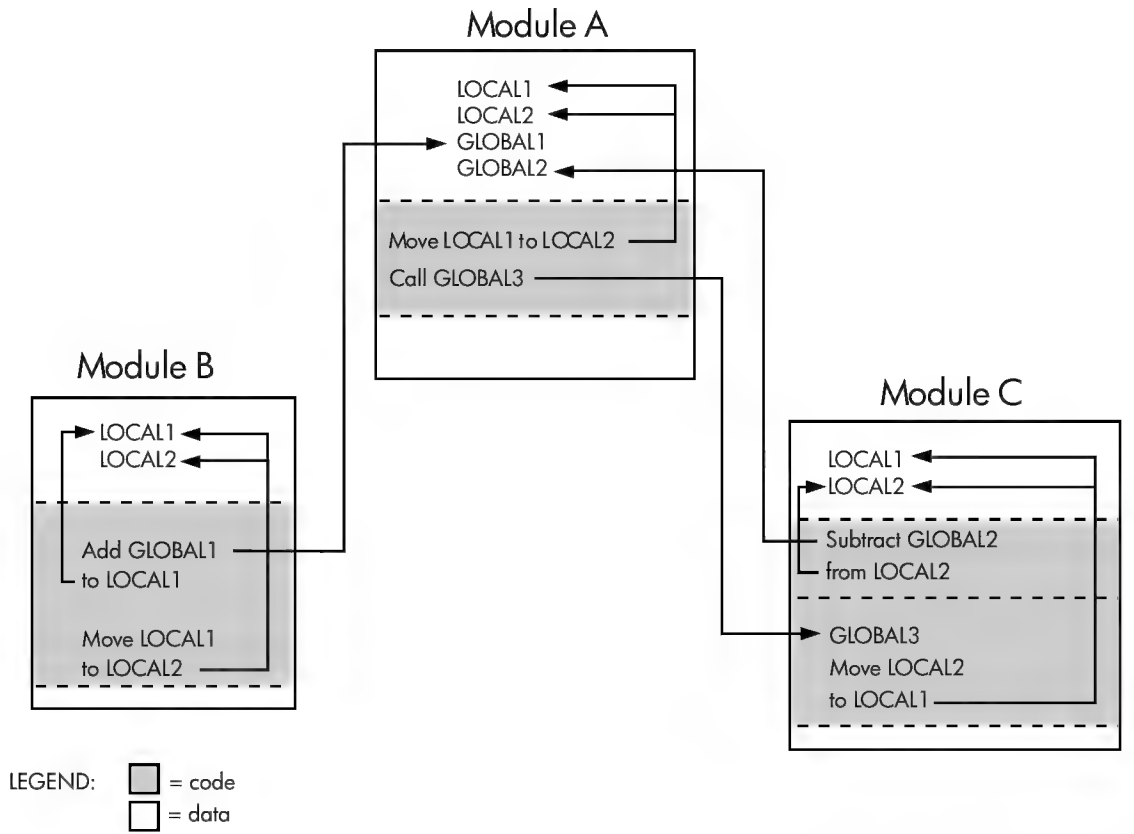 Module A
LOCAL1
LOCAL2
GLOBAL1
GLOBAL2
Move LOCAL1 to LOCAL2
Call GLOBAL3
Module B
LOCAL1
LOCAL2
Add GLOBAL1
to LOCAL1
Move LOCAL1
to LOCAL2
Module C
LOCAL1
LOCAL2
Subtract GLOBAL2
from LOCAL2
GLOBAL3
Move LOCAL2
to LOCAL1
LEGEND:
= code
= data